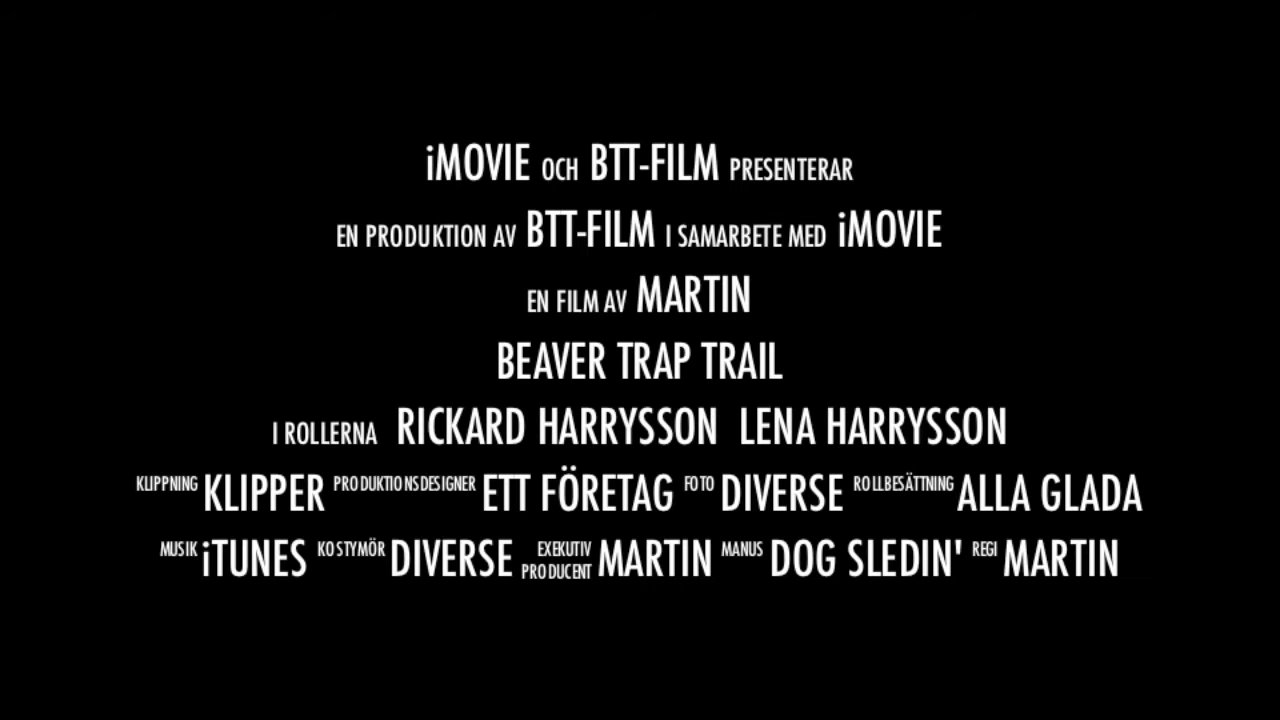 iMOVIE OCH BTT-FILM PRESENTERAR
EN PRODUKTION AV BTT-FILM I SAMARBETE MED iMOVIE
EN FILM AV MARTIN
BEAVER TRAP TRAIL
I ROLLERNA RICKARD HARRYSSON LENA HARRYSSON
KLIPPNING KLIPPER PRODUKTIONSDESIGNER ETT FÖRETAG FOTO DIVERSE ROLLBESÄTTNING ALLA GLADA
MUSIK iTUNES KOSTYMÖR DIVERSE EXEKUTIV PRODUCENT MARTIN MANUS DOG SLEDIN' REGI MARTIN